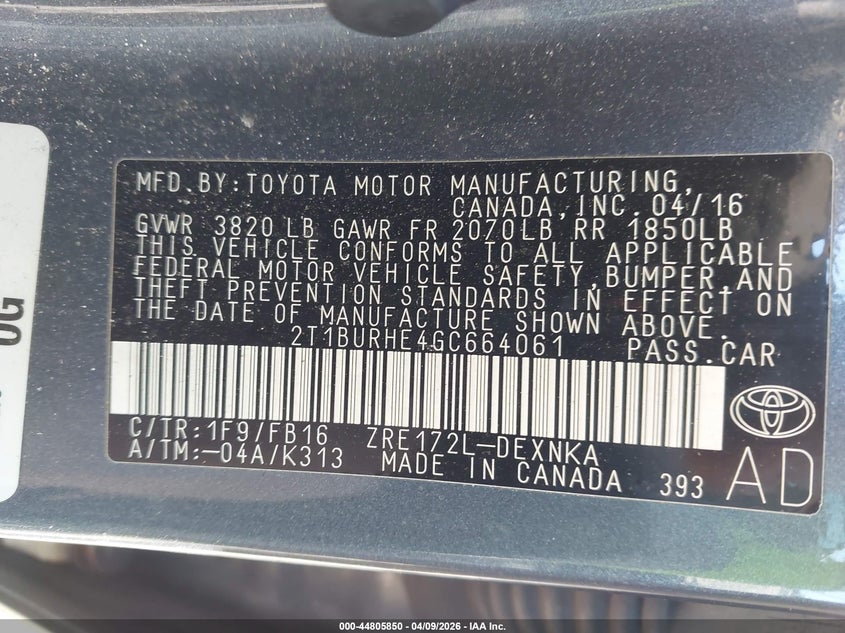 MFD.BY:TOYOTA MOTOR MANUFACTURING,
CANADA,INC.04/16
GVWR 3820 LB GAWR FR 2070LB RR 1850LB
THIS VEHICLE CONFORMS TO ALL APPLICABLE
FEDERAL MOTOR VEHICLE SAFETY,BUMPER,AND
THEFT PREVENTION STANDARDS IN EFFECT ON
THE DATE OF MANUFACTURE SHOWN ABOVE.
2T1BURHE4GC664061 PASS.CAR
C/TR:1F9/FB16 ZRE172L-DEXNKA
A/TM:-04A/K313 MADE IN CANADA 393 AD
OG
000-44805850 - 04/09/2026 - IAA Inc.